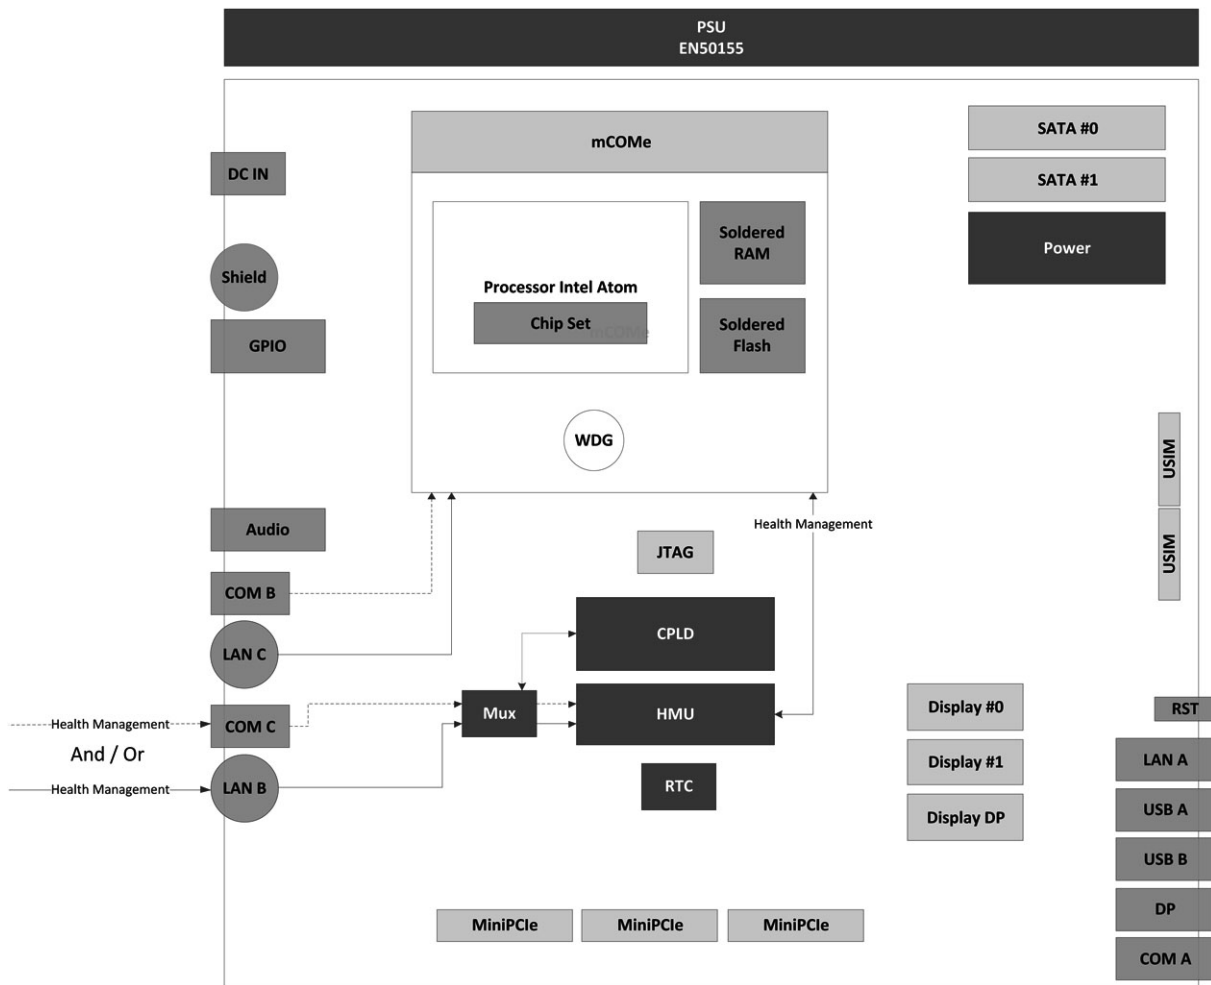 PSU
EN50155
mCOMe
SATA #0
SATA #1
Power
DC IN
Shield
GPIO
Soldered
RAM
Processor Intel Atom
Chip Set
mCOMe
Soldered
Flash
WDG
USIM
USIM
Health Management
Audio
JTAG
COM B
CPLD
LAN C
Mux
HMU
Health Management
COM C
And / Or
Health Management
LAN B
RTC
Display #0
Display #1
Display DP
RST
LAN A
USB A
USB B
DP
COM A
MiniPCIe
MiniPCIe
MiniPCIe